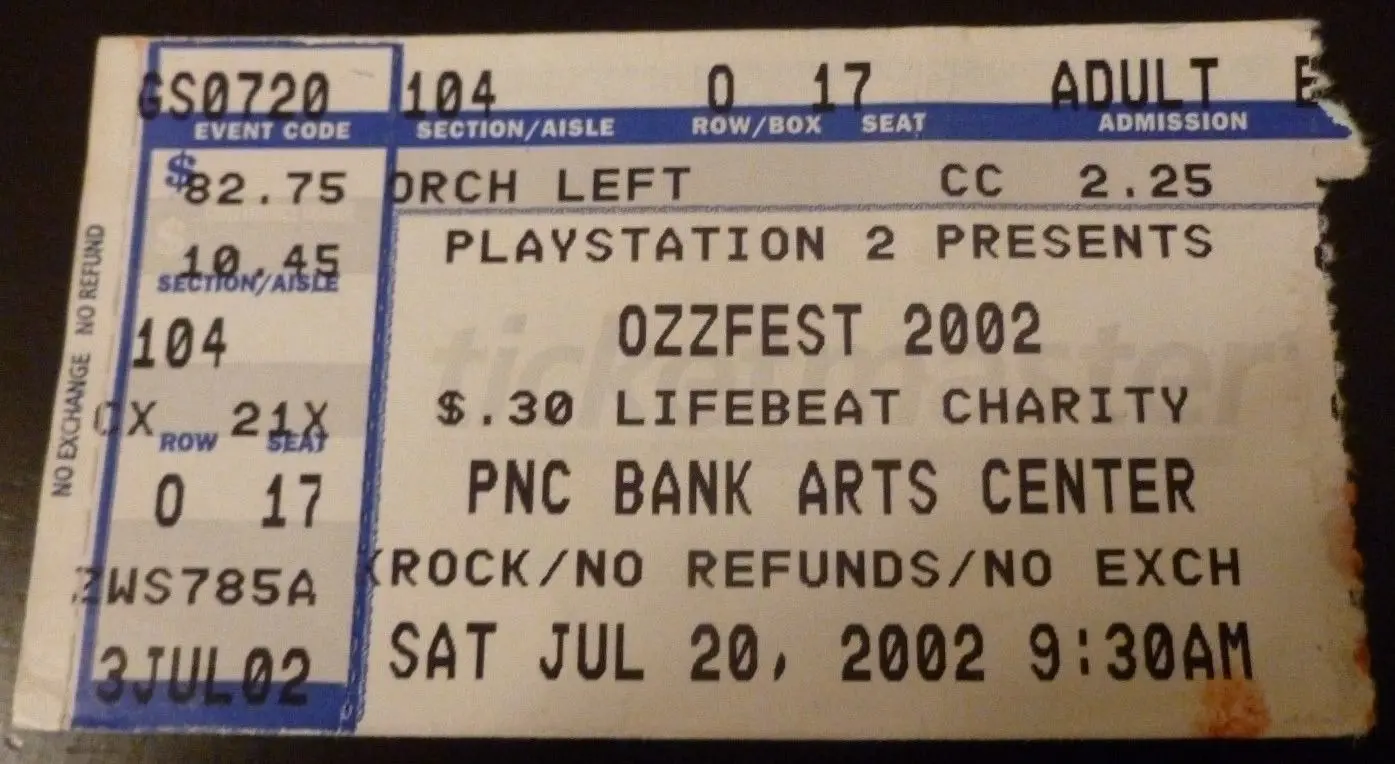 GS0720 104 0 17 ADULT
EVENT CODE SECTION/AISLE ROW/BOX SEAT ADMISSION
$82.75 ORCH LEFT CC 2.25
PLAYSTATION 2 PRESENTS
10.45
SECTION/AISLE
OZZFEST 2002
104
ticketmaster
$.30 LIFEBEAT CHARITY
CX 21X
ROW SEAT
PNC BANK ARTS CENTER
0 17
KROCK/NO REFUNDS/NO EXCH
ZWS785A
SAT JUL 20, 2002 9:30AM
3JUL02
NO EXCHANGE NO REFUND